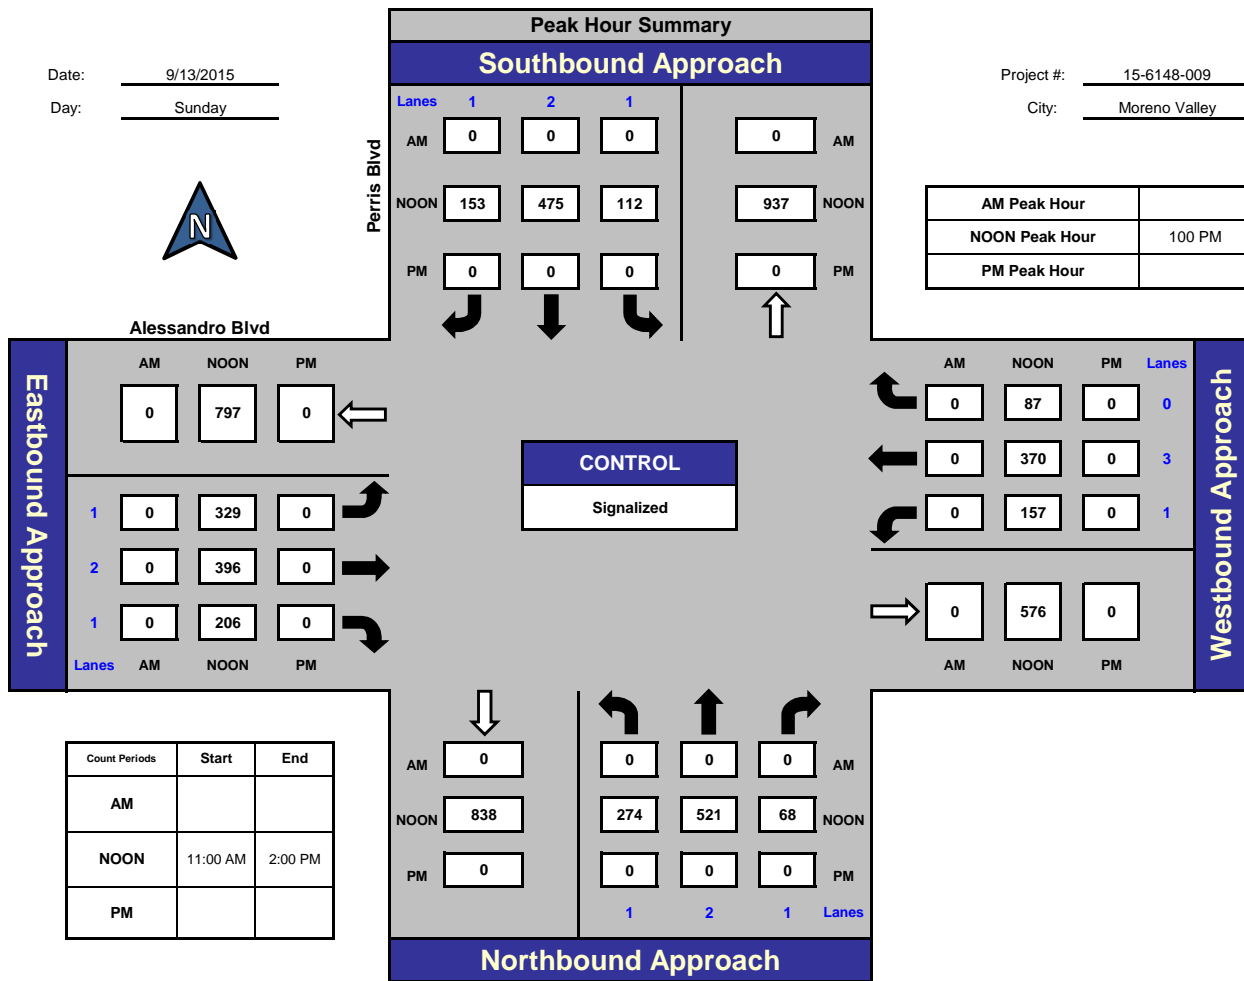 Peak Hour Summary
Southbound Approach
Date: 9/13/2015
Project #: 15-6148-009
Day: Sunday
City: Moreno Valley
Lanes 1 2 1
AM 0 0 0 0 AM
Perris Blvd
N
NOON 153 475 112 937 NOON
PM 0 0 0 0 PM
AM Peak Hour
NOON Peak Hour 100 PM
PM Peak Hour
Alessandro Blvd
Eastbound Approach
AM NOON PM
0 797 0
1 0 329 0
2 0 396 0
1 0 206 0
Lanes AM NOON PM
CONTROL
Signalized
AM NOON PM Lanes
0 87 0 0
0 370 0 3
0 157 0 1
0 576 0
AM NOON PM
Westbound Approach
Count Periods Start End
AM
NOON 11:00 AM 2:00 PM
PM
AM 0 0 0 0 AM
NOON 838 274 521 68 NOON
PM 0 0 0 0 PM
1 2 1 Lanes
Northbound Approach